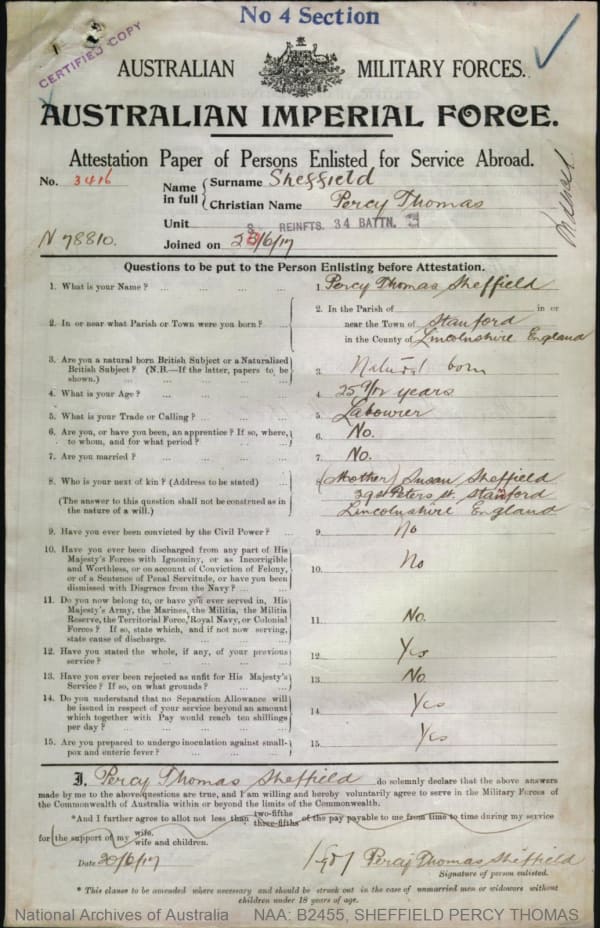 No 4 Section
CERTIFIED COPY
AUSTRALIAN MILITARY FORCES.
AUSTRALIAN IMPERIAL FORCE.
Attestation Paper of Persons Enlisted for Service Abroad.
No. 3416
Name in full { Surname Sheffield
Christian Name Percy Thomas
Unit REINFTS. 34 BATTN.
N 78810. Joined on 23/6/17
Questions to be put to the Person Enlisting before Attestation.
1. What is your Name? ... ... ... ... 1. Percy Thomas Sheffield
2. In or near what Parish or Town were you born? ... 2. In the Parish of in or
near the Town of Stamford
in the County of Lincolnshire England
3. Are you a natural born British Subject or a Naturalised
British Subject? (N.B.—If the latter, papers to be
shown.) ... ... ... ... 3. Natural born
4. What is your Age? ... ... ... ... 4. 25 9/12 years
5. What is your Trade or Calling? ... ... ... 5. Labourer
6. Are you, or have you been, an apprentice? If so, where,
to whom, and for what period? ... ... ... 6. No.
7. Are you married? ... ... ... ... 7. No.
8. Who is your next of kin? (Address to be stated) ... 8. (Mother) Susan Sheffield
39 St Peters St, Stamford
(The answer to this question shall not be construed as in
the nature of a will.) Lincolnshire England
9. Have you ever been convicted by the Civil Power? ... 9. No
10. Have you ever been discharged from any part of His
Majesty's Forces with Ignominy, or as Incorrigible
and Worthless, or on account of Conviction of Felony,
or of a Sentence of Penal Servitude, or have you been
dismissed with Disgrace from the Navy? ... ... 10. No
11. Do you now belong to, or have you ever served in, His
Majesty's Army, the Marines, the Militia, the Militia
Reserve, the Territorial Force, Royal Navy, or Colonial
Forces? If so, state which, and if not now serving,
state cause of discharge. ... ... ... 11. No.
12. Have you stated the whole, if any, of your previous
service? ... ... ... ... 12. Yes
13. Have you ever been rejected as unfit for His Majesty's
Service? If so, on what grounds? ... ... 13. No.
14. Do you understand that no Separation Allowance will
be issued in respect of your service beyond an amount
which together with Pay would reach ten shillings
per day? ... ... ... ... 14. Yes
15. Are you prepared to undergo inoculation against small-
pox and enteric fever? ... ... ... 15. Yes
I, Percy Thomas Sheffield do solemnly declare that the above answers
made by me to the above questions are true, and I am willing and hereby voluntarily agree to serve in the Military Forces of
the Commonwealth of Australia within or beyond the limits of the Commonwealth.
*And I further agree to allot not less than two-fifths three-fifths of the pay payable to me from time to time during my service
for the support of my wife. wife and children.
Date 20/6/17 (sgd) Percy Thomas Sheffield
Signature of person enlisted.
* This clause to be amended where necessary and should be struck out in the case of unmarried men or widowers without
children under 18 years of age.
National Archives of Australia NAA: B2455, SHEFFIELD PERCY THOMAS